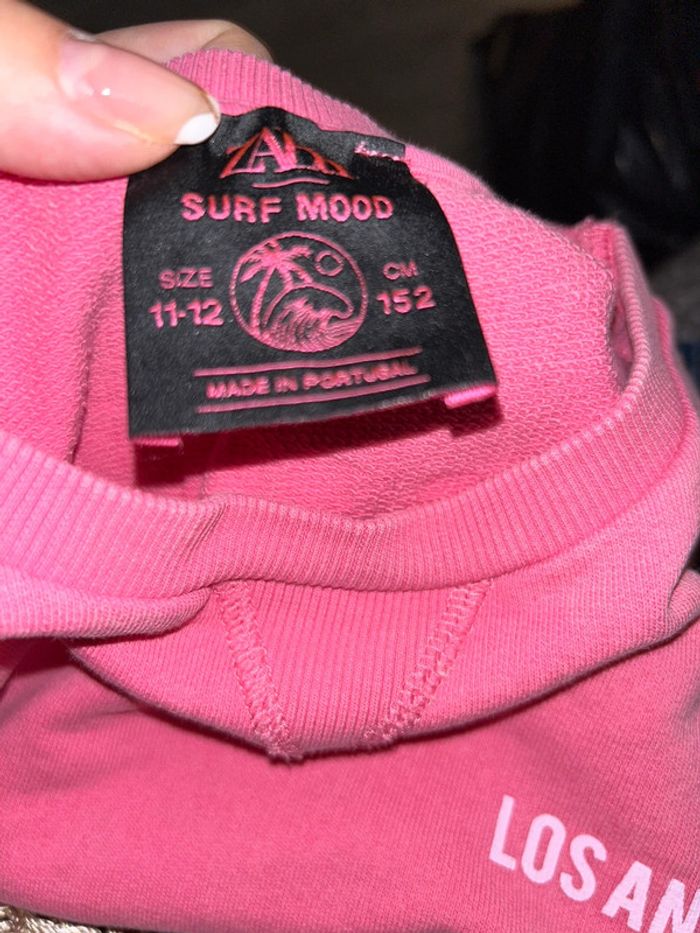 ZARA
SURF MOOD
SIZE
11-12
CM
152
MADE IN PORTUGAL
LOS AN